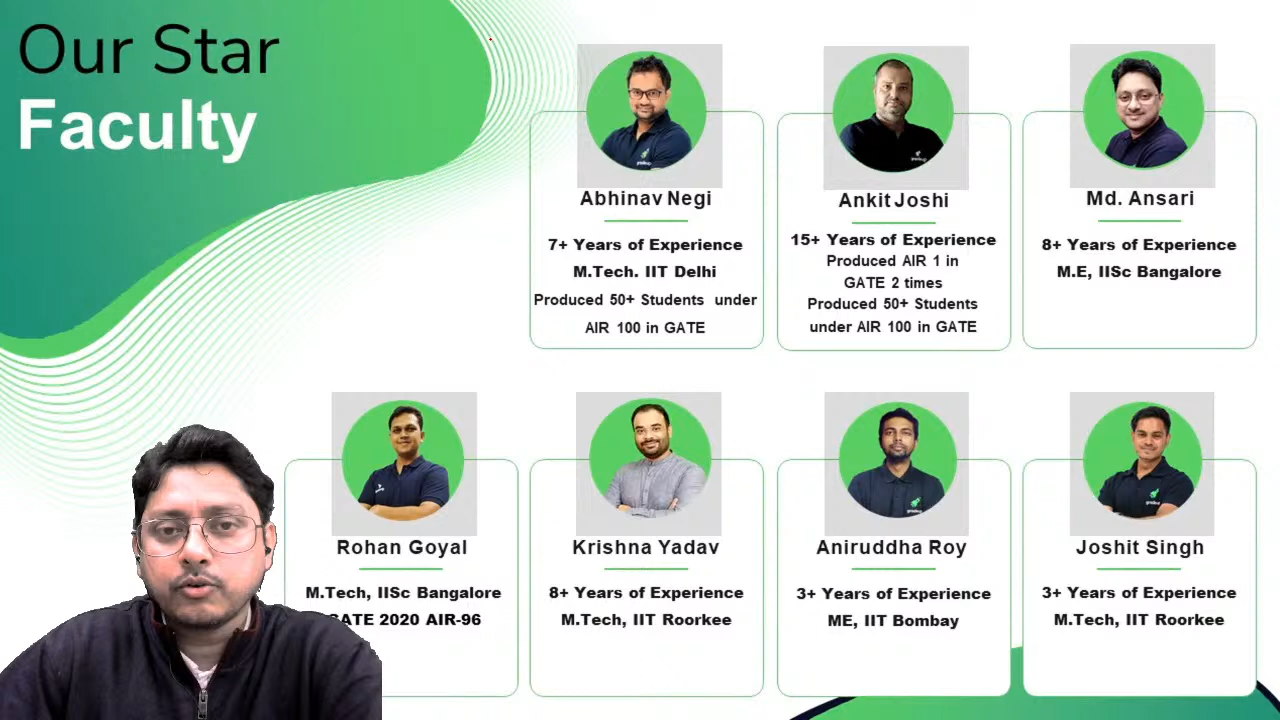 Our Star
Faculty
Abhinav Negi
7+ Years of Experience
M.Tech. IIT Delhi
Produced 50+ Students under
AIR 100 in GATE
Ankit Joshi
15+ Years of Experience
Produced AIR 1 in
GATE 2 times
Produced 50+ Students
under AIR 100 in GATE
Md. Ansari
8+ Years of Experience
M.E, IISc Bangalore
Rohan Goyal
M.Tech, IISc Bangalore
GATE 2020 AIR-96
Krishna Yadav
8+ Years of Experience
M.Tech, IIT Roorkee
Aniruddha Roy
3+ Years of Experience
ME, IIT Bombay
Joshit Singh
3+ Years of Experience
M.Tech, IIT Roorkee